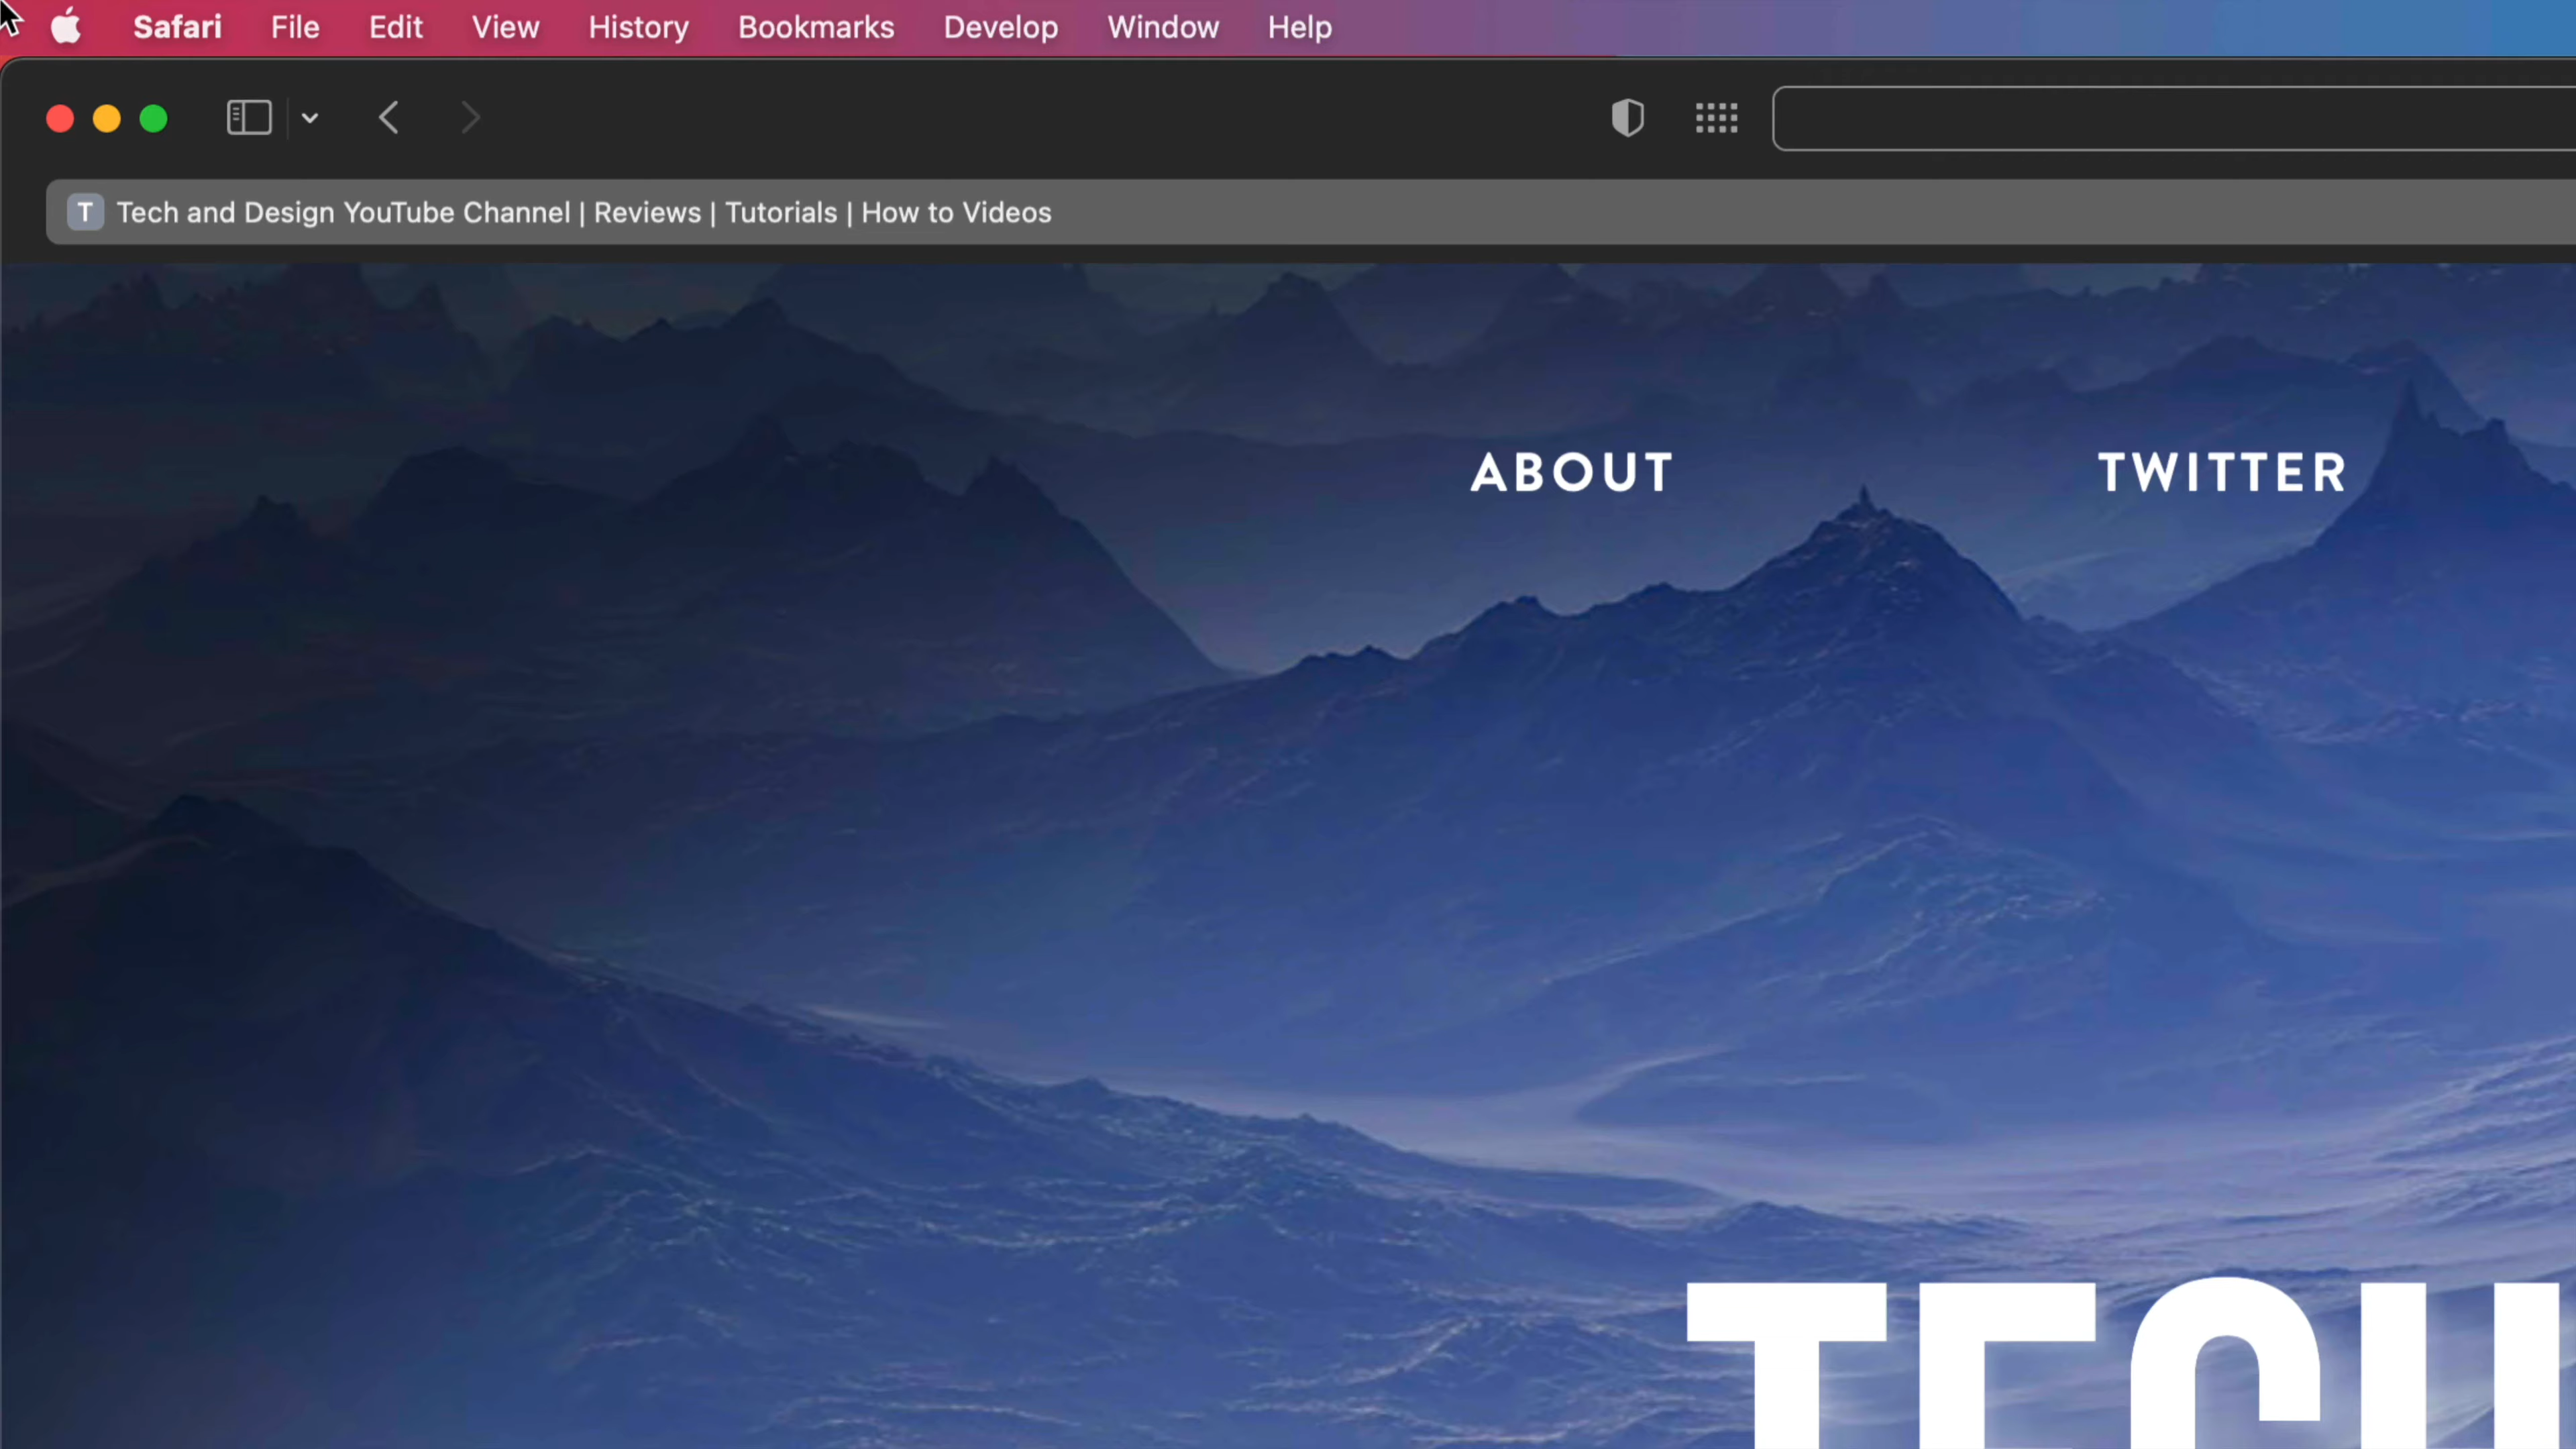 Safari File Edit View History Bookmarks Develop Window Help
T Tech and Design YouTube Channel | Reviews | Tutorials | How to Videos
ABOUT TWITTER
TECH